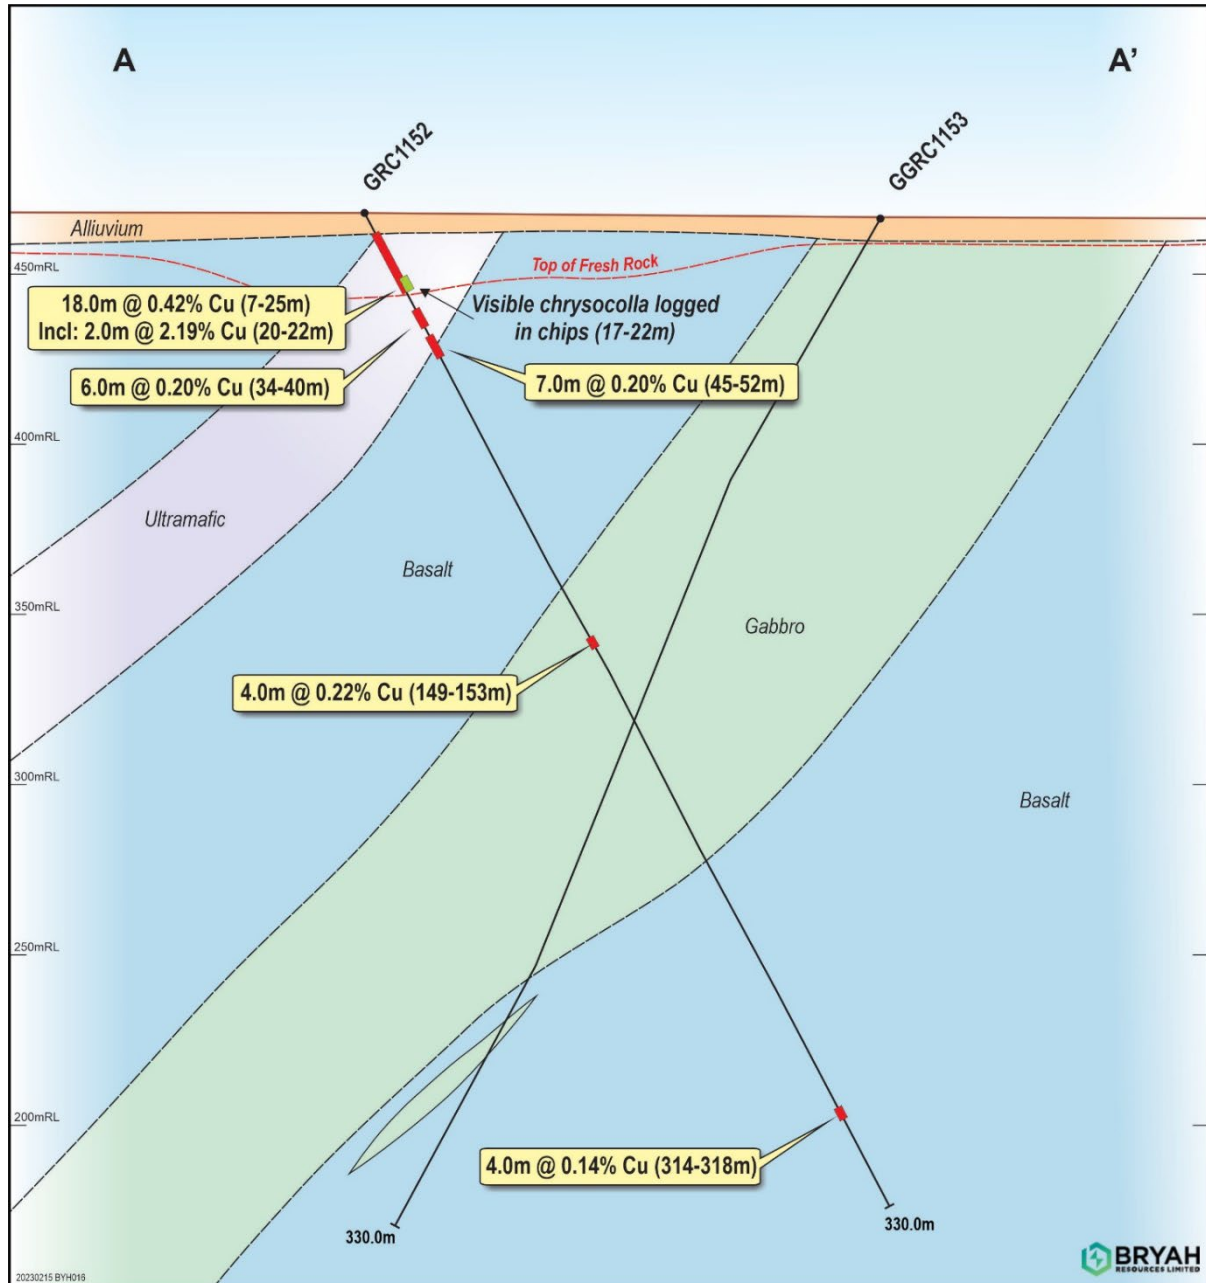 A
A'
GRC1152
GGRC1153
Alliuvium
450mRL
Top of Fresh Rock
18.0m @ 0.42% Cu (7-25m)
Incl: 2.0m @ 2.19% Cu (20-22m)
Visible chrysocolla logged
in chips (17-22m)
6.0m @ 0.20% Cu (34-40m)
7.0m @ 0.20% Cu (45-52m)
400mRL
Ultramafic
Basalt
350mRL
Gabbro
4.0m @ 0.22% Cu (149-153m)
300mRL
Basalt
250mRL
200mRL
4.0m @ 0.14% Cu (314-318m)
330.0m
330.0m
20230215 BYH016
BRYAH
RESOURCES LIMITED